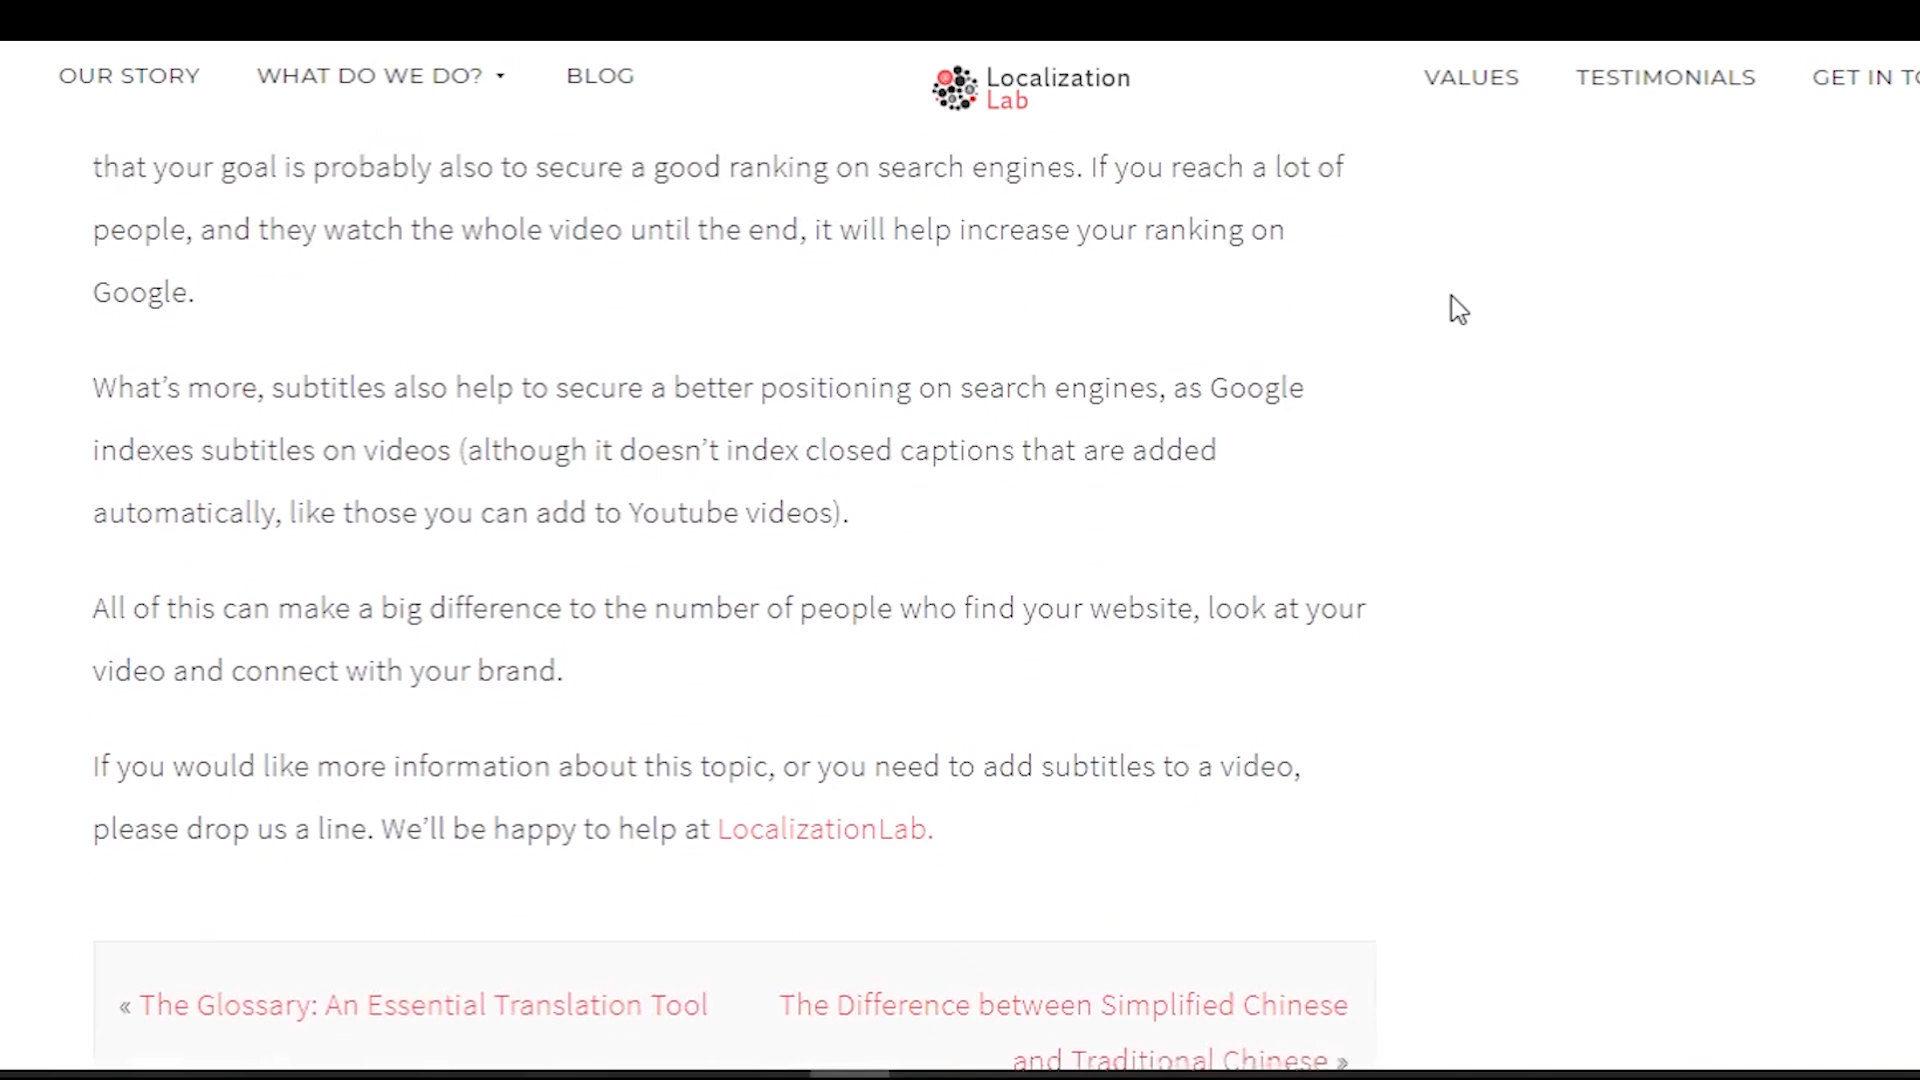 OUR STORY WHAT DO WE DO? BLOG Localization VALUES TESTIMONIALS GET IN
Lab
that your goal is probably also to secure a good ranking on search engines. If you reach a lot of
people, and they watch the whole video until the end, it will help increase your ranking on
Google.
What’s more, subtitles also help to secure a better positioning on search engines, as Google
indexes subtitles on videos (although it doesn’t index closed captions that are added
automatically, like those you can add to Youtube videos).
All of this can make a big difference to the number of people who find your website, look at your
video and connect with your brand.
If you would like more information about this topic, or you need to add subtitles to a video,
please drop us a line. We’ll be happy to help at LocalizationLab.
« The Glossary: An Essential Translation Tool The Difference between Simplified Chinese
and Traditional Chinese »